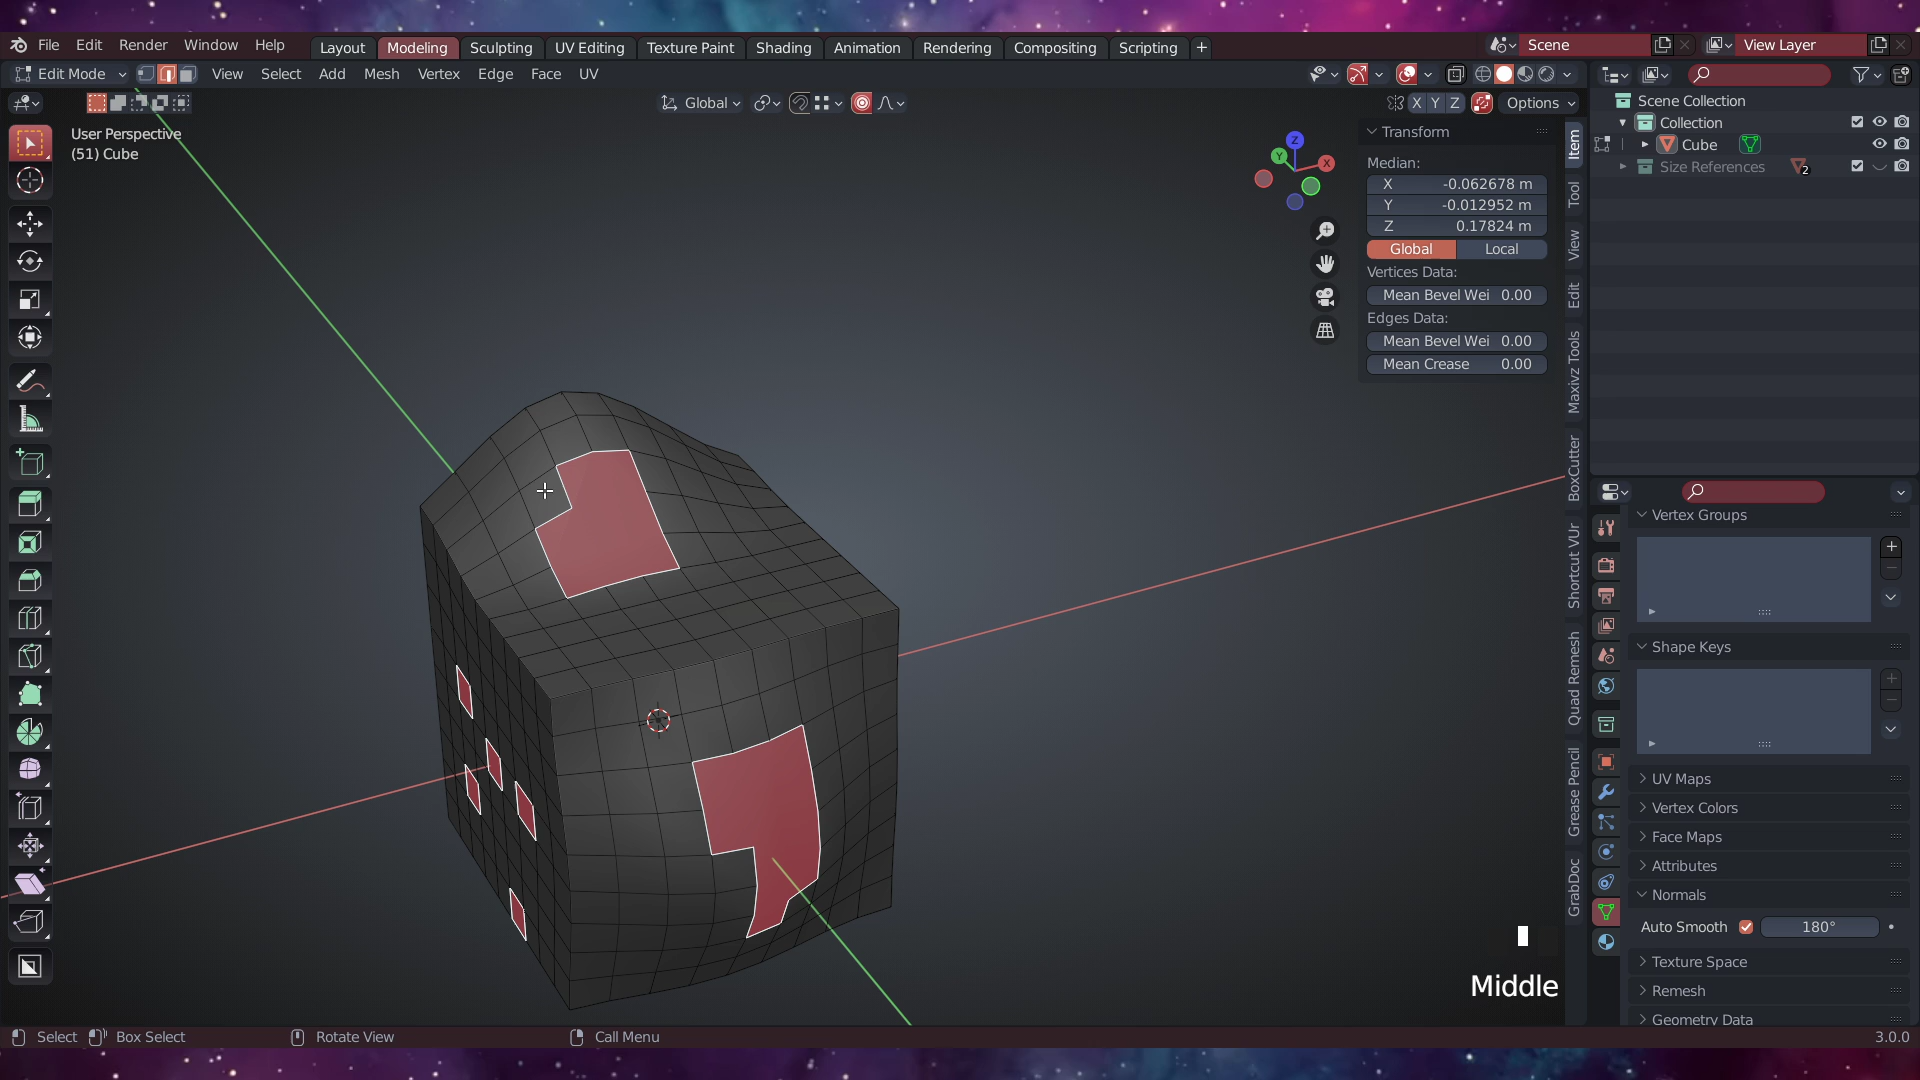 File Edit Render Window Help Layout Modeling Sculpting UV Editing Texture Paint Shading Animation Rendering Compositing Scripting + Scene View Layer
Edit Mode View Select Add Mesh Vertex Edge Face UV
Global X Y Z Options
User Perspective
(51) Cube
Z
Y
X
Transform
Median:
X -0.062678 m
Y -0.012952 m
Z 0.17824 m
Global Local
Vertices Data:
Mean Bevel Wei 0.00
Edges Data:
Mean Bevel Wei 0.00
Mean Crease 0.00
Item
Tool
View
Edit
Maxivz Tools
BoxCutter
Shortcut VUr
Quad Remesh
Grease Pencil
GrabDoc
Scene Collection
Collection
Cube
Size References 2
Vertex Groups
Shape Keys
UV Maps
Vertex Colors
Face Maps
Attributes
Normals
Auto Smooth 180°
Texture Space
Remesh
Geometry Data
Middle
Select Box Select Rotate View Call Menu 3.0.0